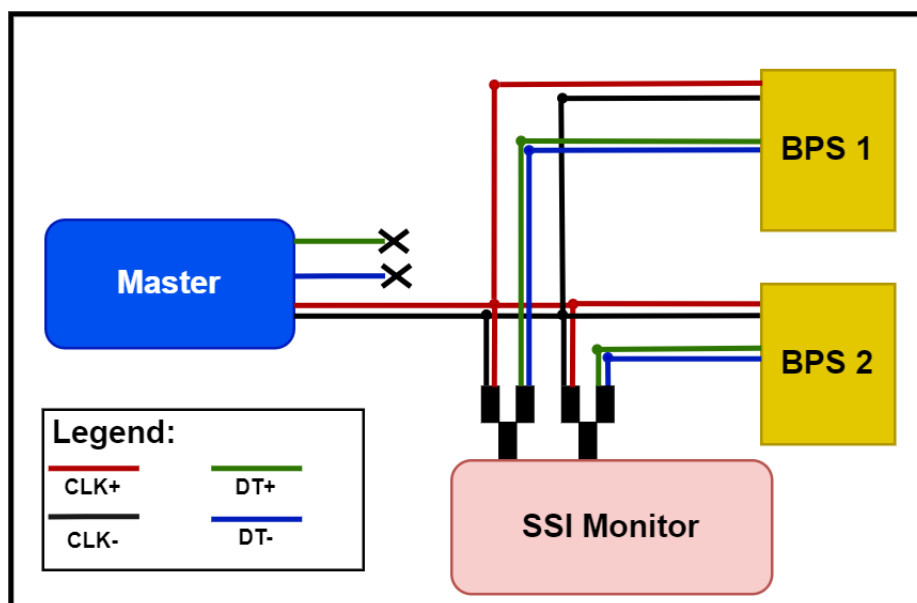 BPS 1
Master
BPS 2
Legend:
CLK+ DT+
CLK- DT-
SSI Monitor